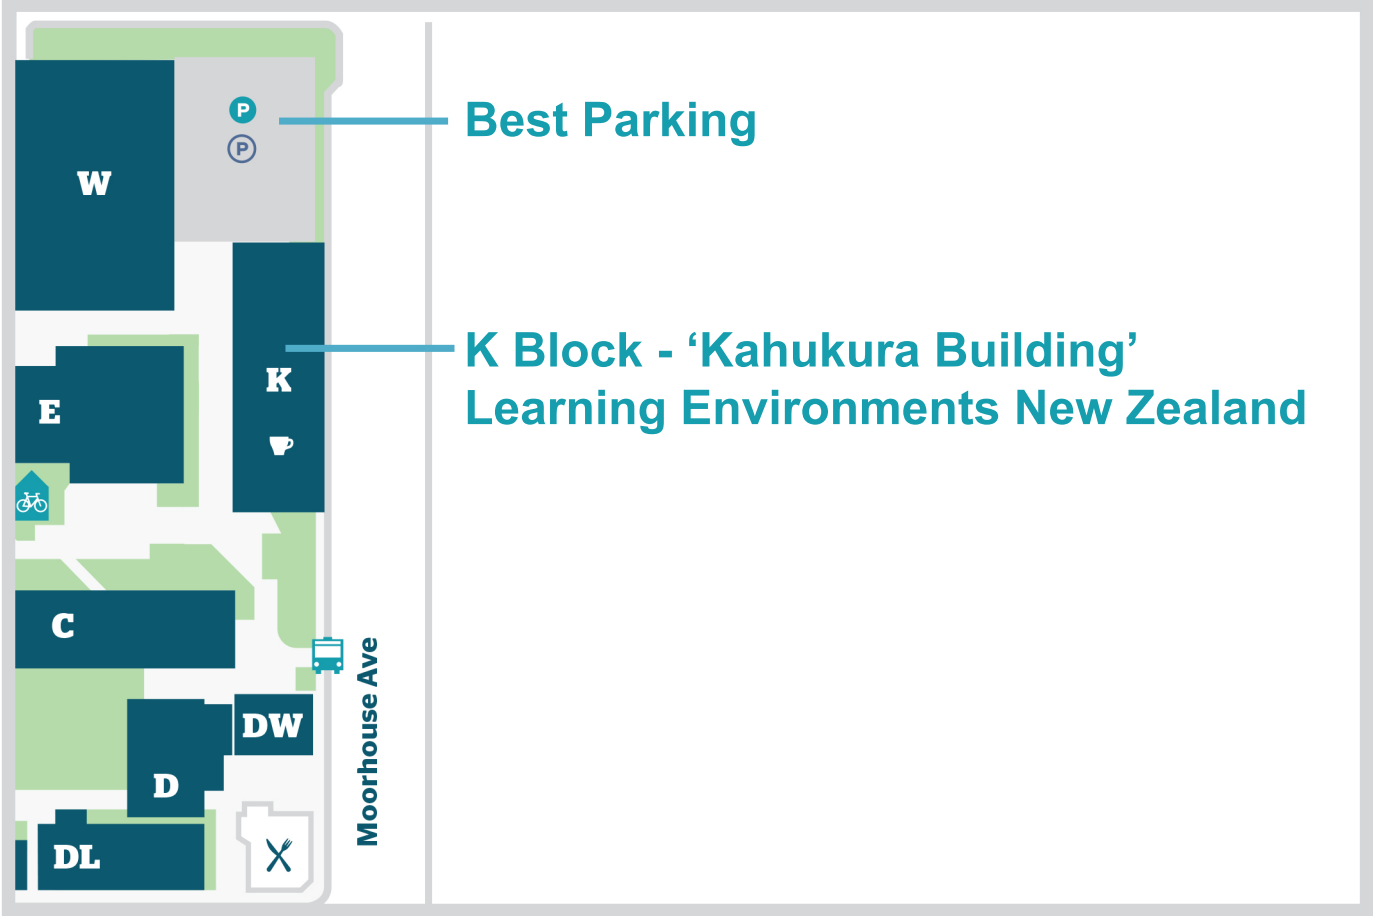 P
Best Parking
P
W
K Block - ‘Kahukura Building’
Learning Environments New Zealand
K
E
C
Moorhouse Ave
DW
D
DL